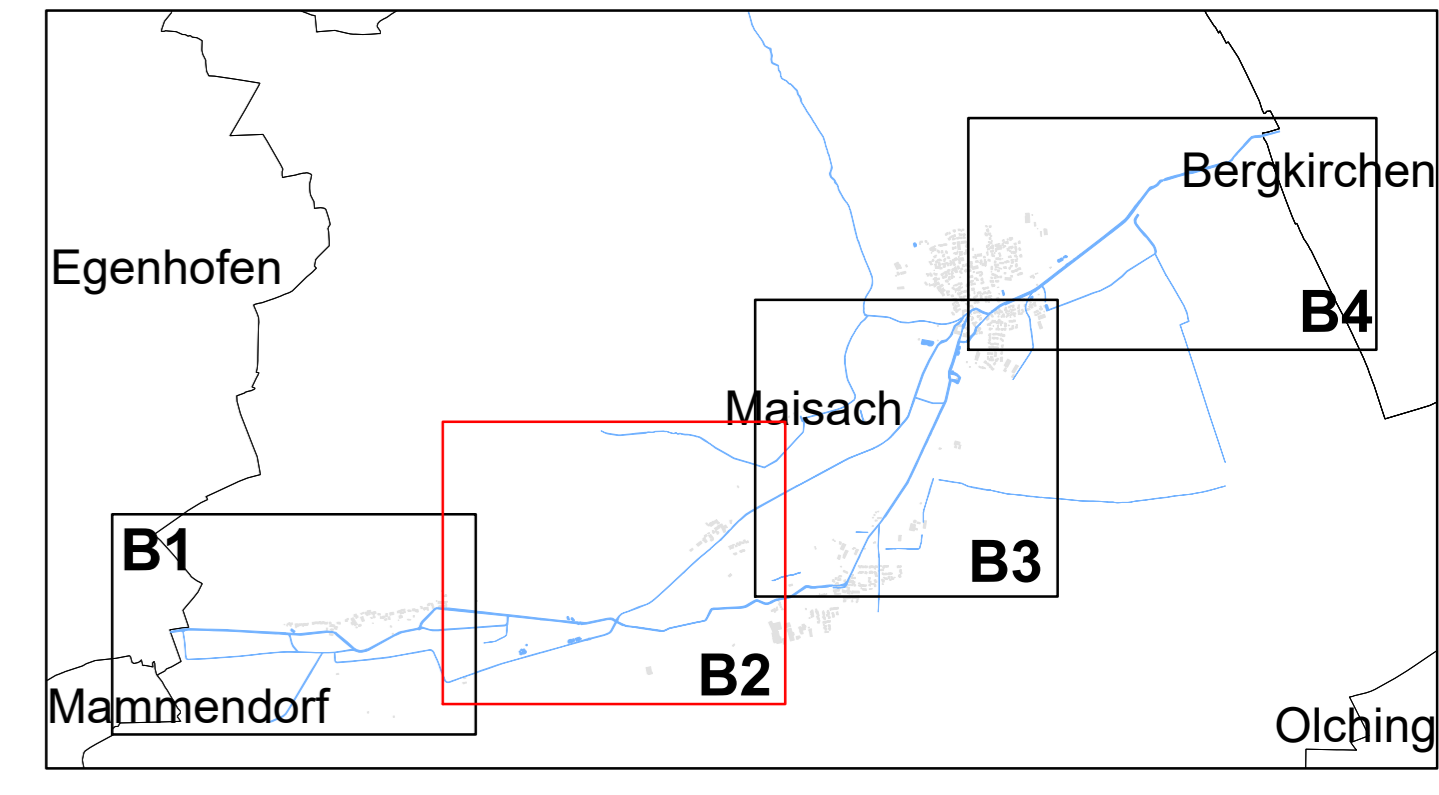 Bergkirchen
Egenhofen
B4
Maisach
B1
B3
B2
Mammendorf
Olching